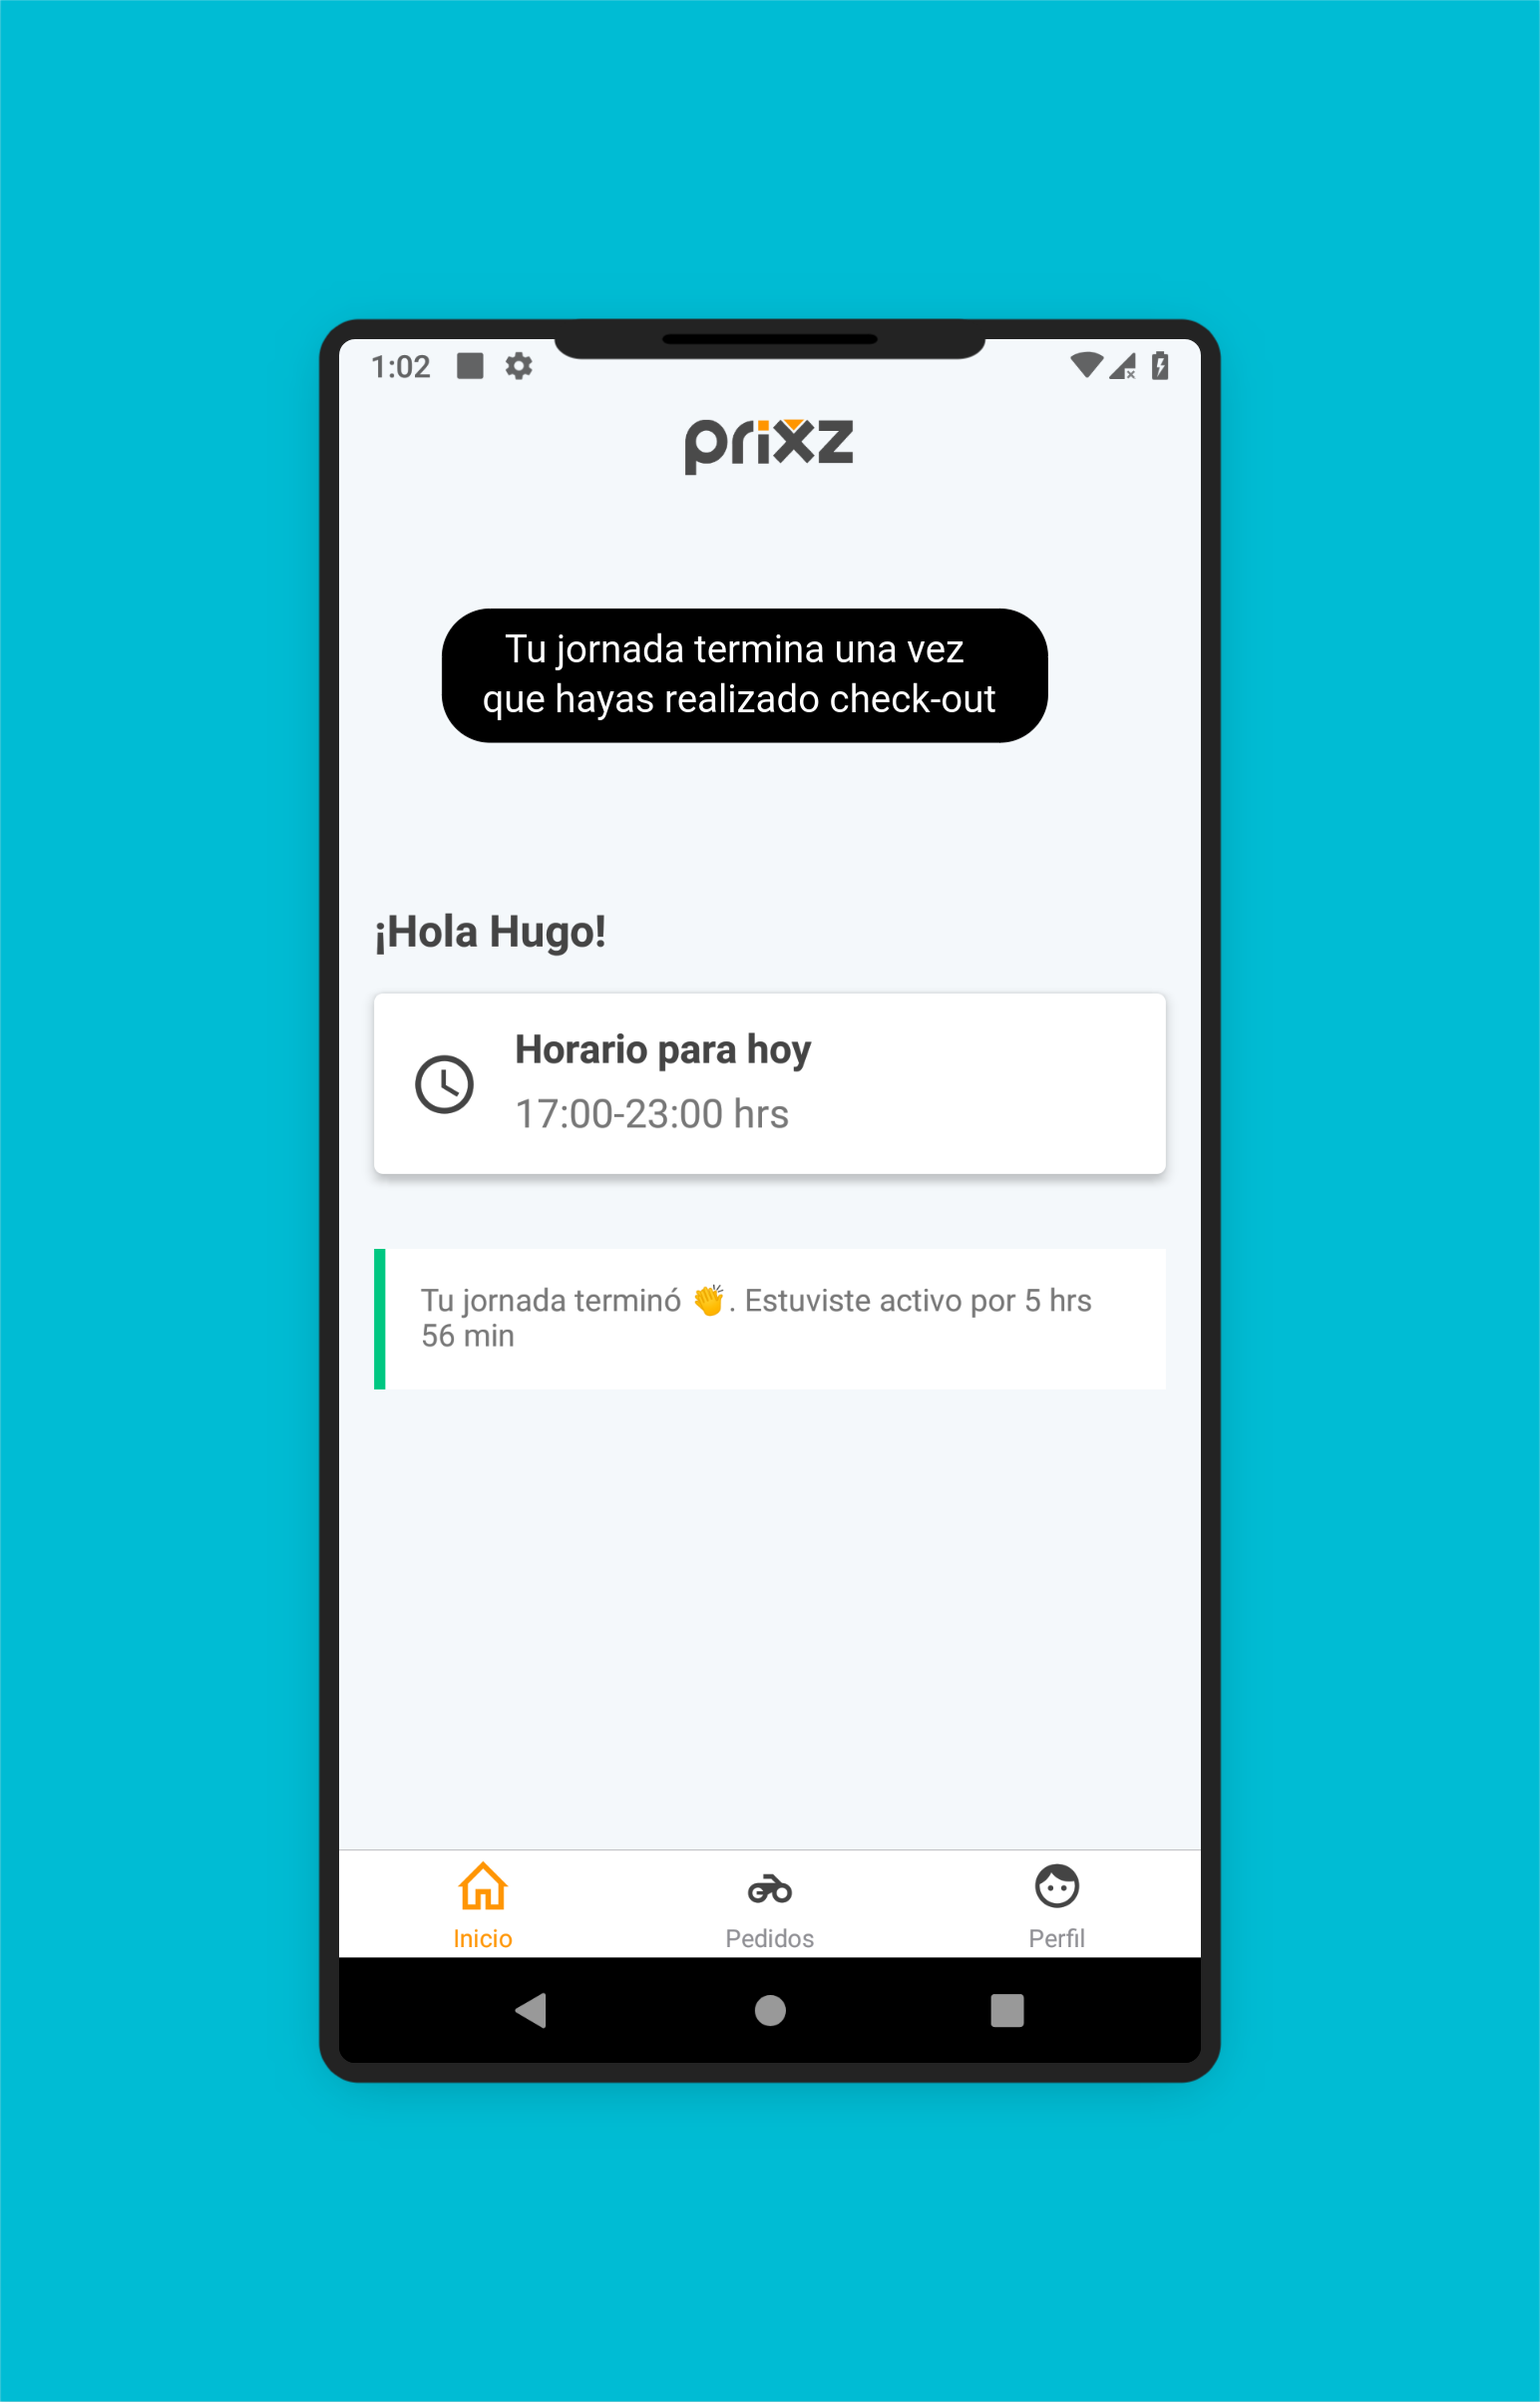 1:02
prixz
Tu jornada termina una vez
que hayas realizado check-out
¡Hola Hugo!
Horario para hoy
17:00-23:00 hrs
Tu jornada terminó 👏. Estuviste activo por 5 hrs
56 min
Inicio
Pedidos
Perfil